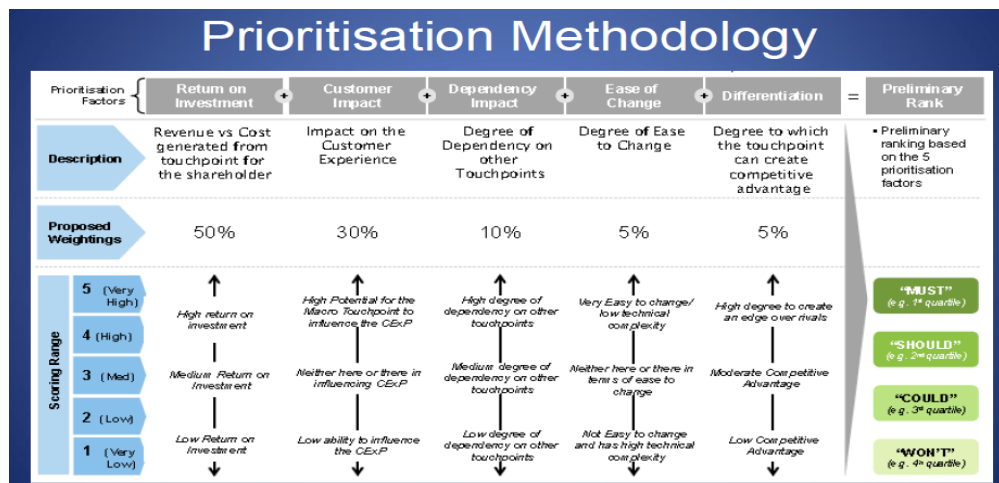 Prioritisation Methodology
Prioritisation
Factors
Return on
Investment
+
Customer
Impact
+
Dependency
Impact
+
Ease of
Change
+
Differentiation
=
Preliminary
Rank
Description
Revenue vs Cost
generated from
touchpoint for
the shareholder
Impact on the
Customer
Experience
Degree of
Dependency on
other
Touchpoints
Degree of Ease
to Change
Degree to which
the touchpoint
can create
competitive
advantage
• Preliminary
ranking based
on the 5
prioritisation
factors
Proposed
Weightings
50%
30%
10%
5%
5%
Scoring Range
5 (Very
High)
4 (High)
3 (Med)
2 (Low)
1 (Very
Low)
High return on
investment
Medium Return on
Investment
Low Return on
Investment
High Potential for the
Macro Touchpoint to
influence the CExP
Neither here or there in
influencing CExP
Low ability to influence
the CExP
High degree of
dependency on other
touchpoints
Medium degree of
dependency on other
touchpoints
Low degree of
dependency on other
touchpoints
Very Easy to change/
low technical
complexity
Neither here or there in
terms of ease to
change
Not Easy to change
and has high technical
complexity
High degree to create
an edge over rivals
Moderate Competitive
Advantage
Low Competitive
Advantage
“MUST”
(e.g. 1st quartile)
“SHOULD”
(e.g. 2nd quartile)
“COULD”
(e.g. 3rd quartile)
“WON’T”
(e.g. 4th quartile)